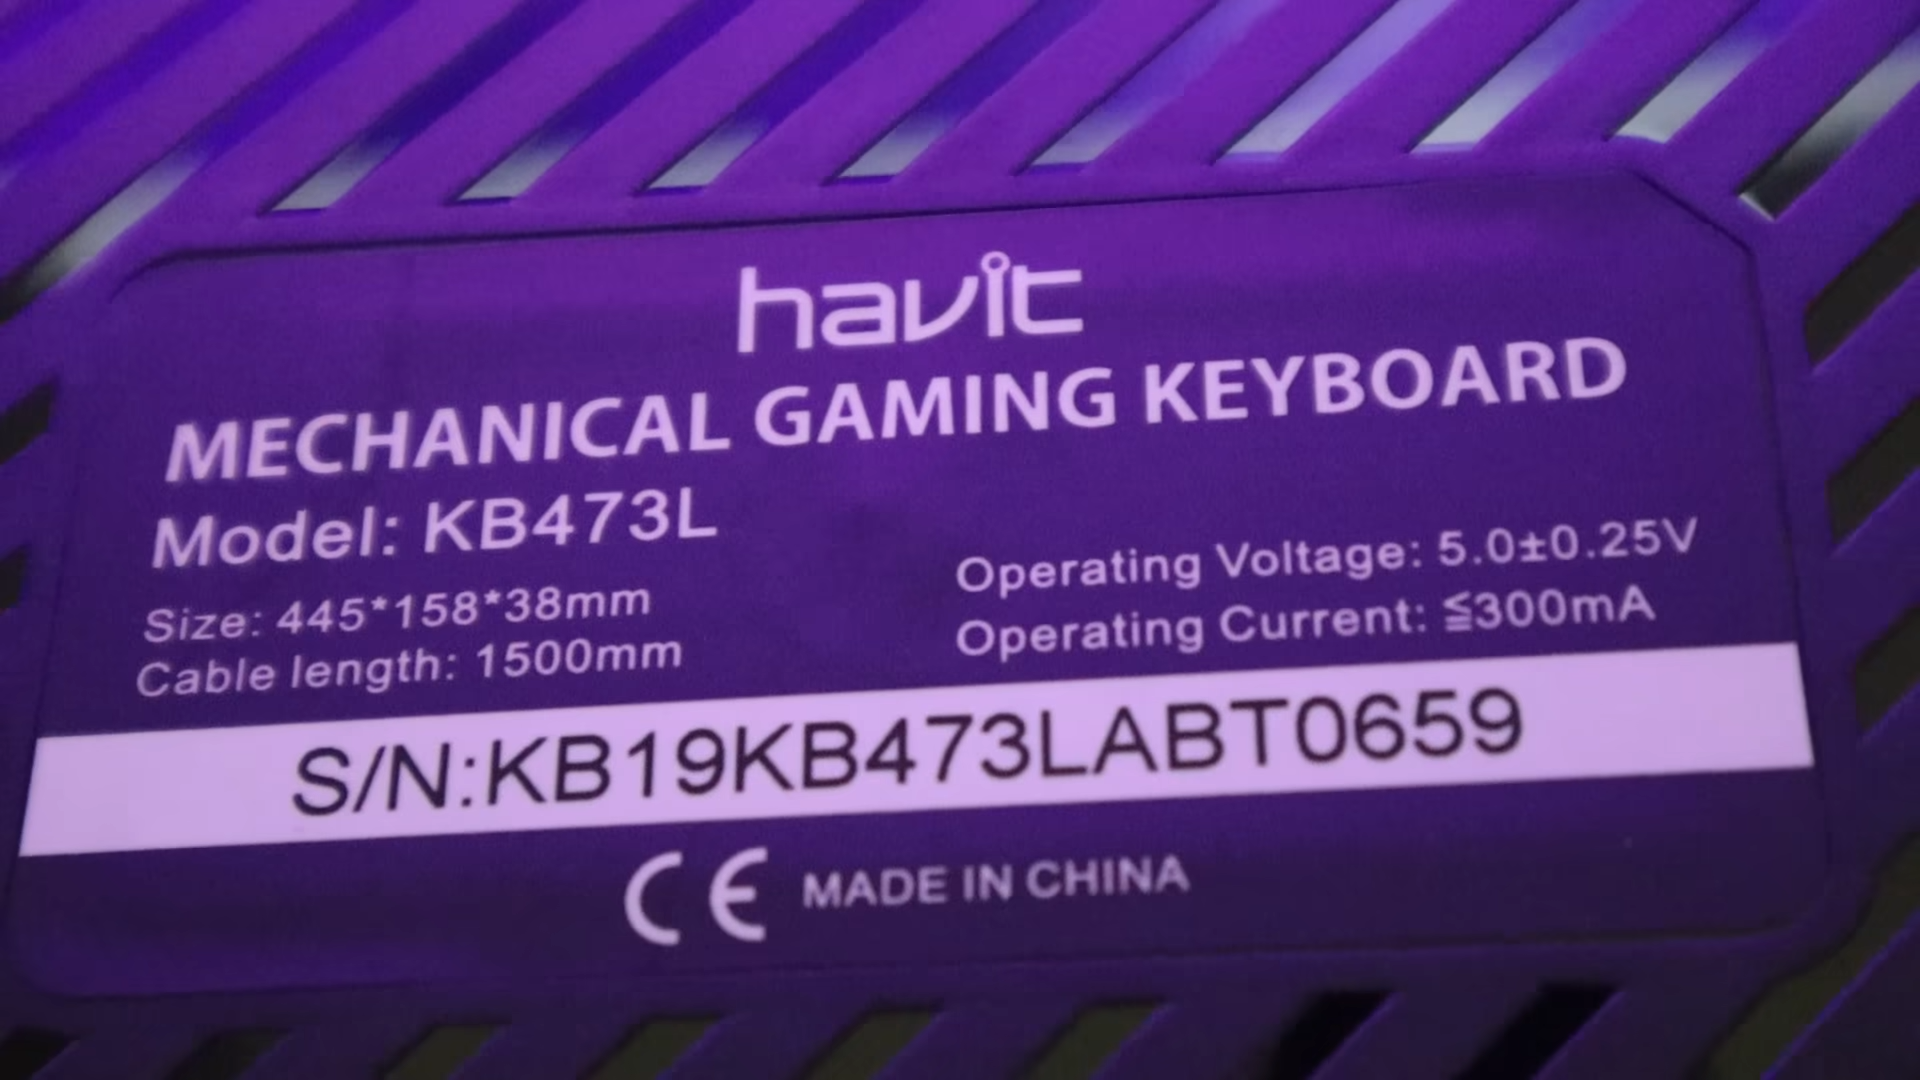 havit
MECHANICAL GAMING KEYBOARD
Model: KB473L
Size: 445*158*38mm
Cable length: 1500mm
Operating Voltage: 5.0±0.25V
Operating Current: ≦300mA
S/N:KB19KB473LABT0659
CE MADE IN CHINA